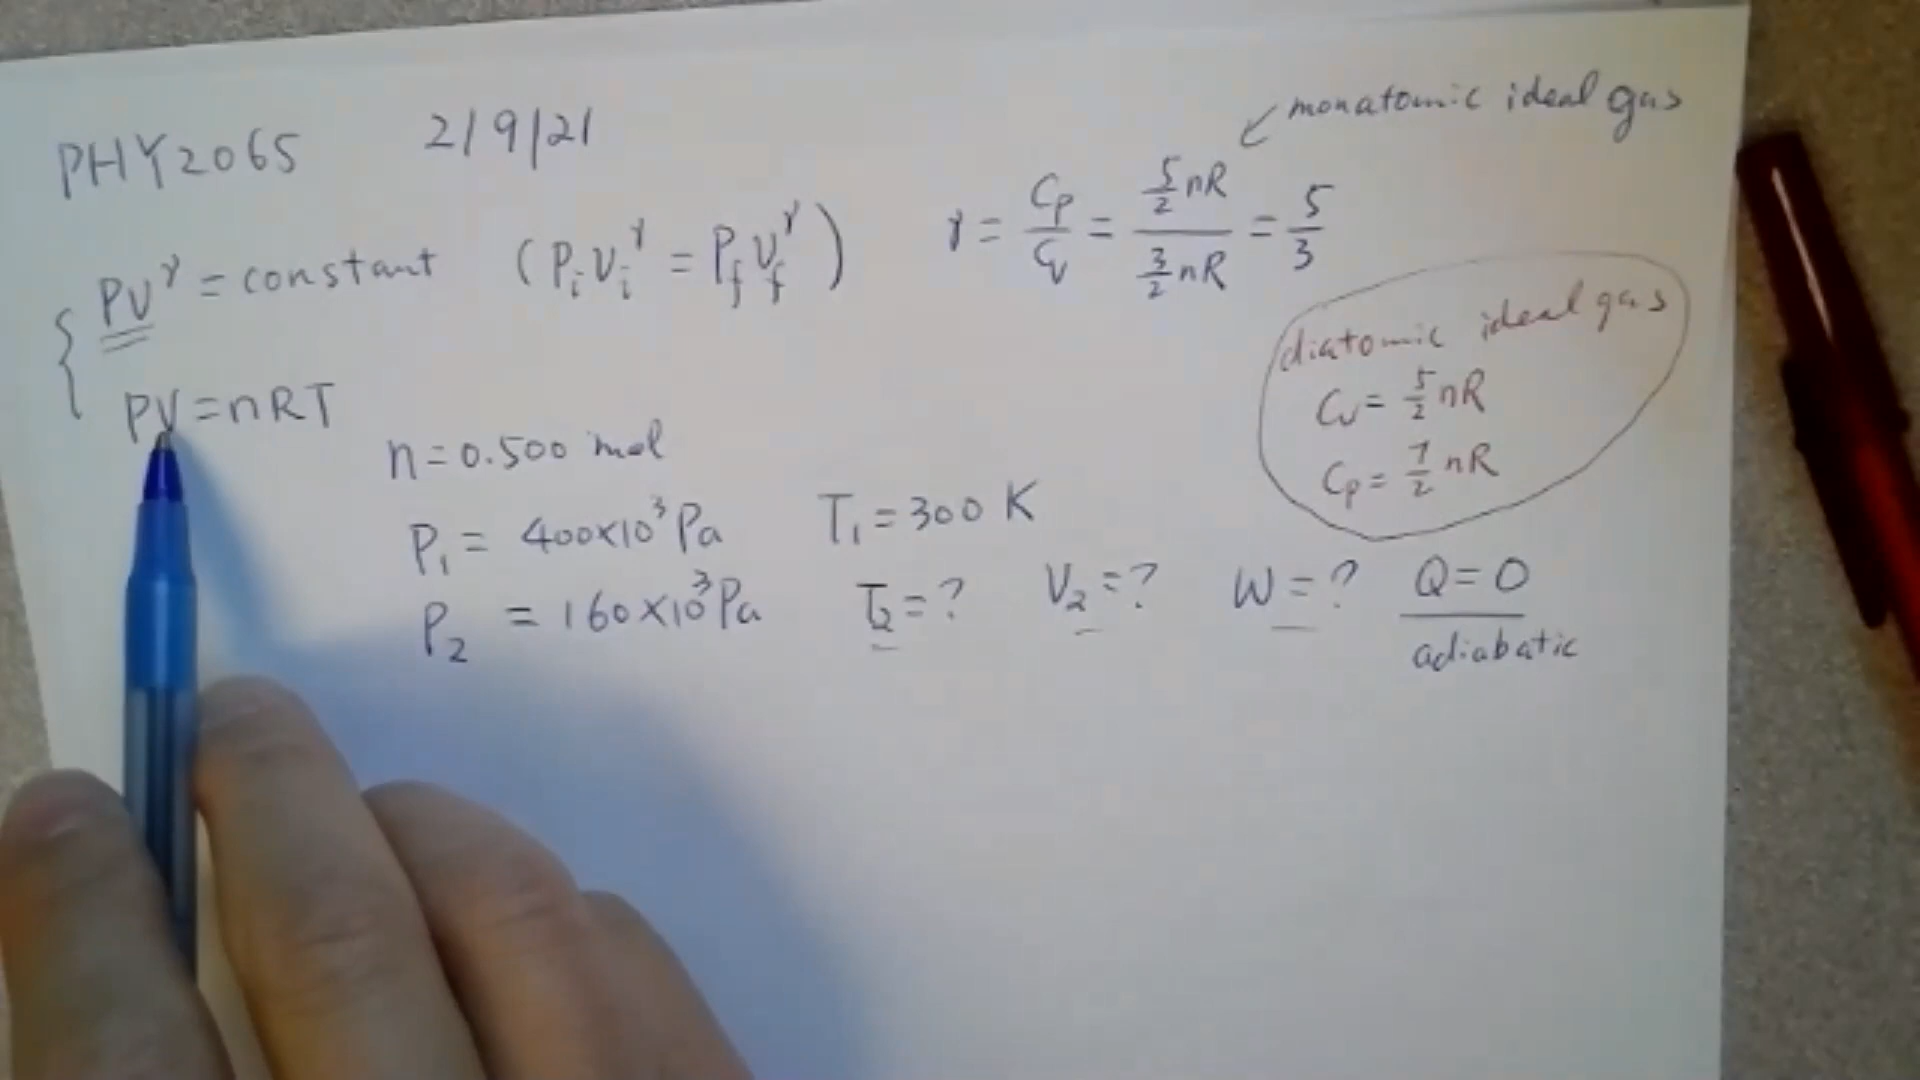 PHY2065 2/9/21
monatomic ideal gas
PV^γ = constant (P_i V_i^γ = P_f V_f^γ) γ = C_p/C_v = (5/2 nR)/(3/2 nR) = 5/3
PV = nRT
diatomic ideal gas
C_v = 5/2 nR
C_p = 7/2 nR
n = 0.500 mol
P_1 = 400×10^3 Pa T_1 = 300 K
P_2 = 160×10^3 Pa T_2 = ? V_2 = ? W = ? Q = 0
adiabatic